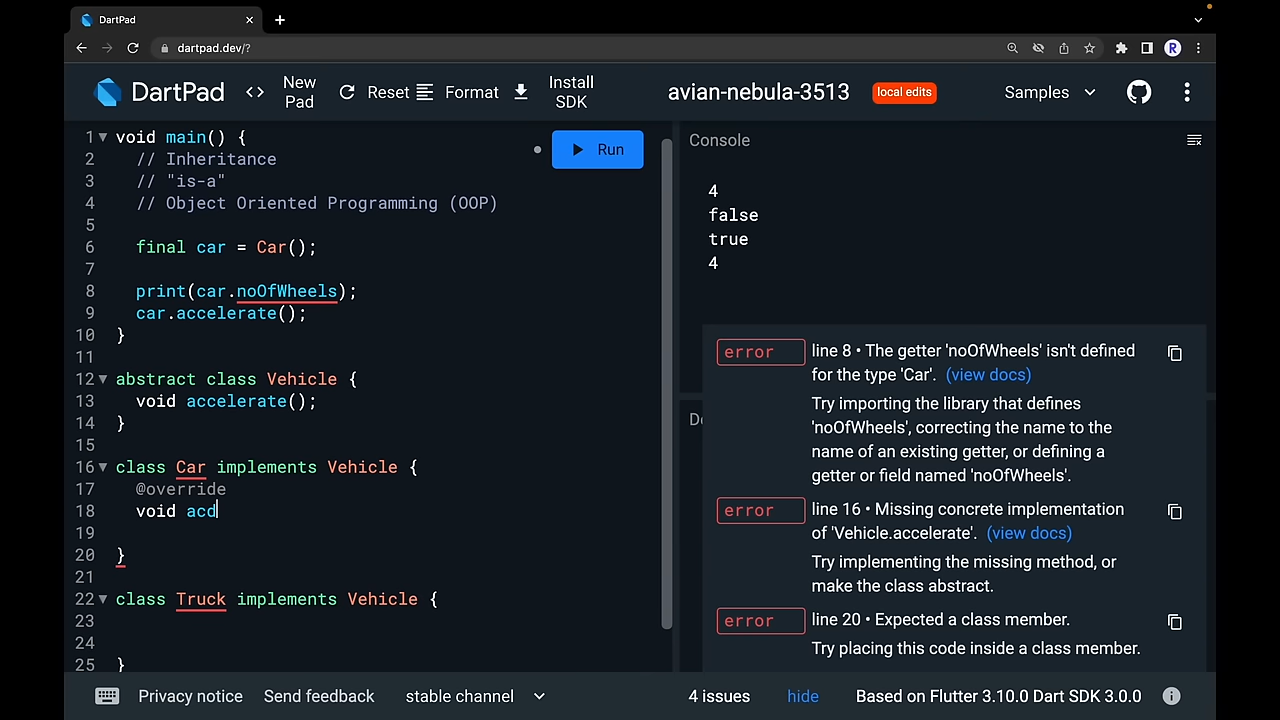 DartPad
dartpad.dev/?
R
DartPad
<> New Pad
Reset
Format
Install SDK
avian-nebula-3513
local edits
Samples
1 void main() {
2 // Inheritance
3 // "is-a"
4 // Object Oriented Programming (OOP)
5
6 final car = Car();
7
8 print(car.noOfWheels);
9 car.accelerate();
10 }
11
12 abstract class Vehicle {
13 void accelerate();
14 }
15
16 class Car implements Vehicle {
17 @override
18 void acd
19
20 }
21
22 class Truck implements Vehicle {
23
24
25 }
Run
Console
4
false
true
4
error line 8 • The getter 'noOfWheels' isn't defined
for the type 'Car'. (view docs)
Try importing the library that defines
'noOfWheels', correcting the name to the
name of an existing getter, or defining a
getter or field named 'noOfWheels'.
error line 16 • Missing concrete implementation
of 'Vehicle.accelerate'. (view docs)
Try implementing the missing method, or
make the class abstract.
error line 20 • Expected a class member.
Try placing this code inside a class member.
Privacy notice
Send feedback
stable channel
4 issues
hide
Based on Flutter 3.10.0 Dart SDK 3.0.0